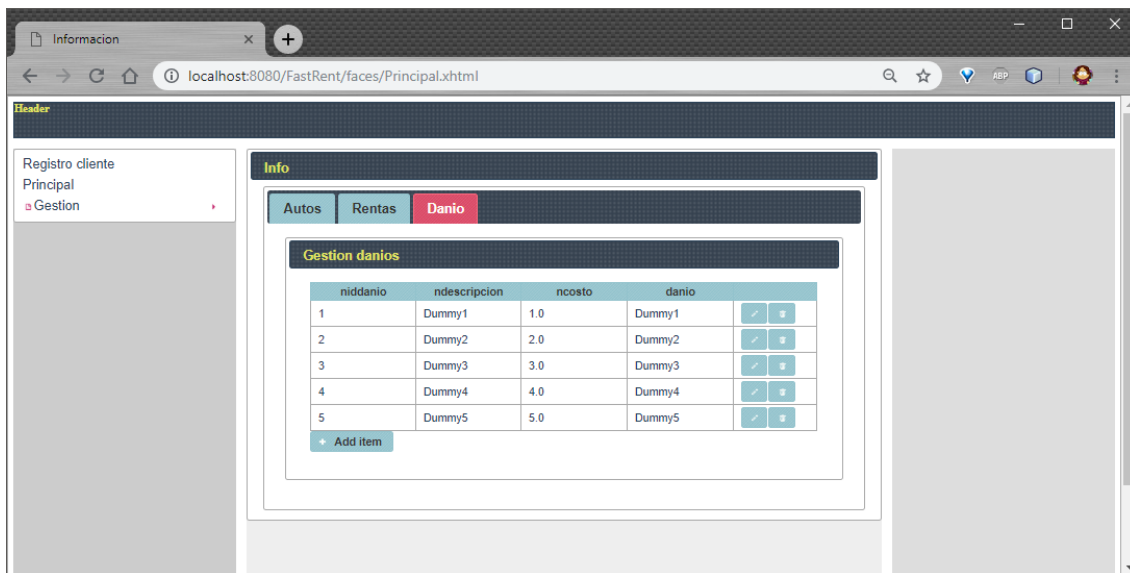 Informacion
localhost:8080/FastRent/faces/Principal.xhtml
ABP
Header
Registro cliente
Principal
Gestion
Info
Autos Rentas Danio
Gestion danios
niddanio ndescripcion ncosto danio
1 Dummy1 1.0 Dummy1
2 Dummy2 2.0 Dummy2
3 Dummy3 3.0 Dummy3
4 Dummy4 4.0 Dummy4
5 Dummy5 5.0 Dummy5
Add item